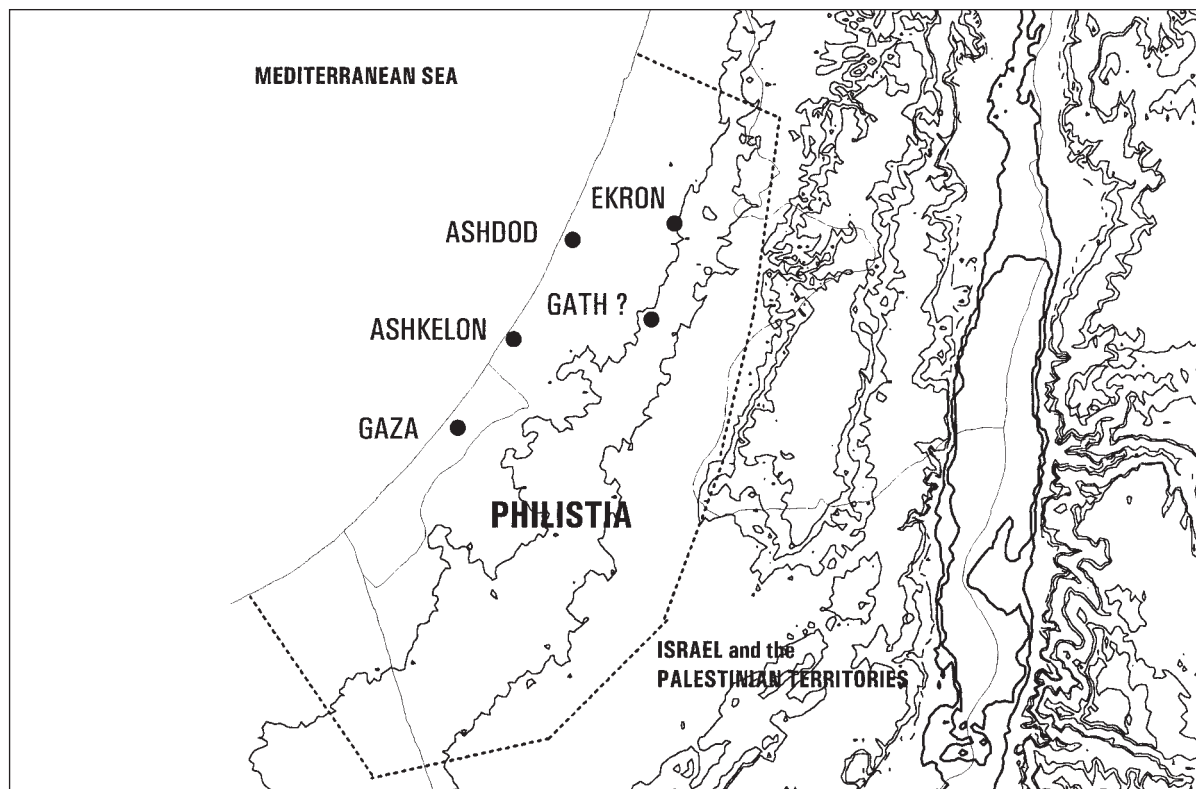 MEDITERRANEAN SEA
EKRON
ASHDOD
GATH ?
ASHKELON
GAZA
PHILISTIA
ISRAEL and the
PALESTINIAN TERRITORIES